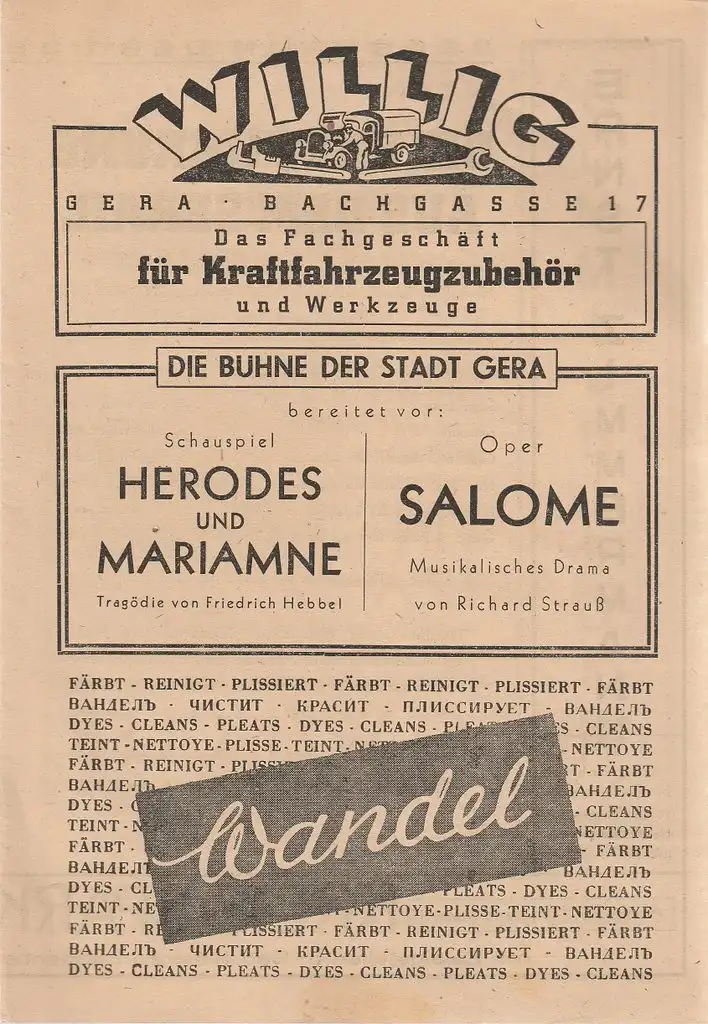 WILLIG
GERA · BACHGASSE 17
Das Fachgeschäft
für Kraftfahrzeugzubehör
und Werkzeuge
DIE BÜHNE DER STADT GERA
bereitet vor:
Schauspiel
HERODES
UND
MARIAMNE
Tragödie von Friedrich Hebbel
Oper
SALOME
Musikalisches Drama
von Richard Strauß
FÄRBT - REINIGT - PLISSIERT - FÄRBT - REINIGT - PLISSIERT - FÄRBT
ВАНДЕЛЪ - ЧИСТИТ - КРАСИТ - ПЛИССИРУЕТ - ВАНДЕЛЪ
DYES - CLEANS - PLEATS - DYES - CLEANS - - CLEANS
TEINT - NETTOYE - PLISSE - TEINT - - NETTOYE
FÄRBT - REINIGT - - FÄRBT
ВАНДЕЛЪ ВАНДЕЛЪ
DYES - - CLEANS
TEINT - NETTOYE
FÄRBT - - FÄRBT
ВАНДЕЛЪ
DYES - PLEATS - DYES - CLEANS
TEINT - - NETTOYE - PLISSE - TEINT - NETTOYE
FÄRBT - - FÄRBT - REINIGT - PLISSIERT - FÄRBT
ВАНДЕЛЪ - ЧИСТИТ - КРАСИТ - ПЛИССИРУЕТ - ВАНДЕЛЪ
DYES - CLEANS - PLEATS - DYES - CLEANS - PLEATS - DYES - CLEANS
Wandel